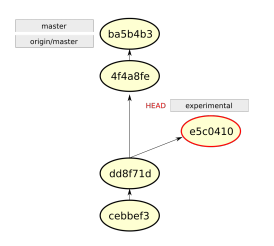 master
ba5b4b3
origin/master
4f4a8fe
HEAD
experimental
e5c0410
dd8f71d
cebbef3